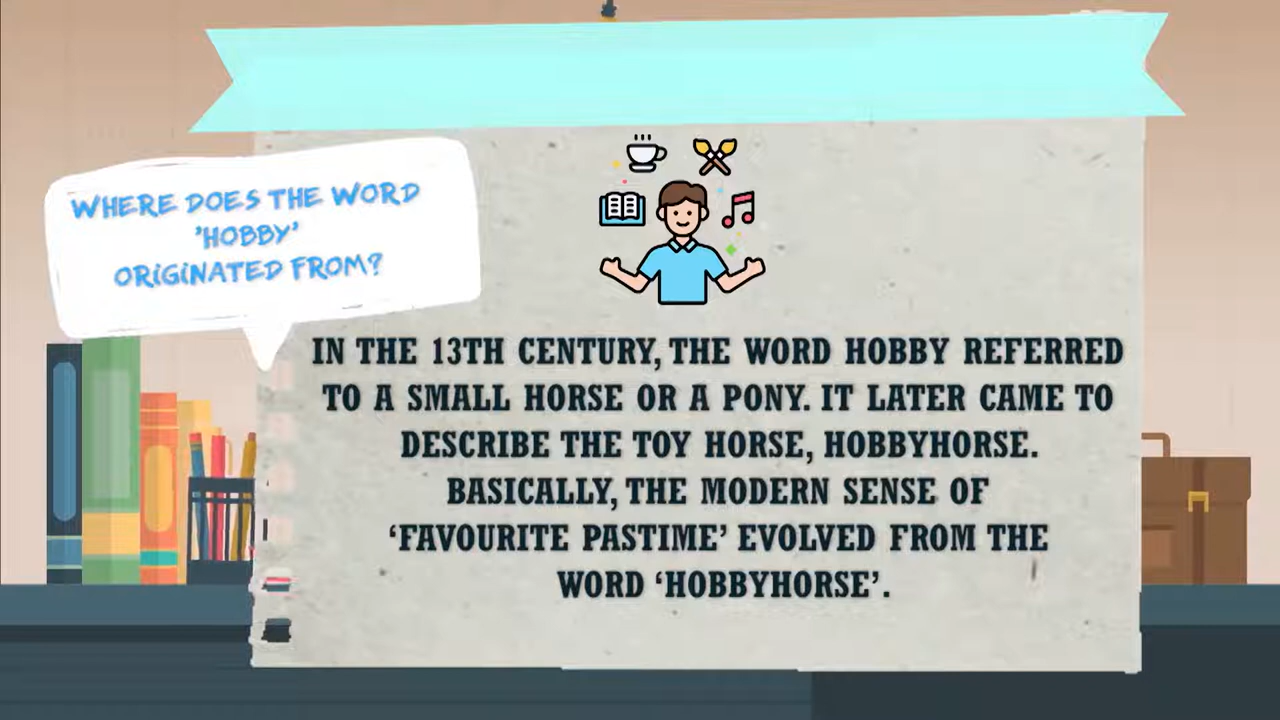 WHERE DOES THE WORD
'HOBBY'
ORIGINATED FROM?
IN THE 13TH CENTURY, THE WORD HOBBY REFERRED
TO A SMALL HORSE OR A PONY. IT LATER CAME TO
DESCRIBE THE TOY HORSE, HOBBYHORSE.
BASICALLY, THE MODERN SENSE OF
‘FAVOURITE PASTIME’ EVOLVED FROM THE
WORD ‘HOBBYHORSE’.